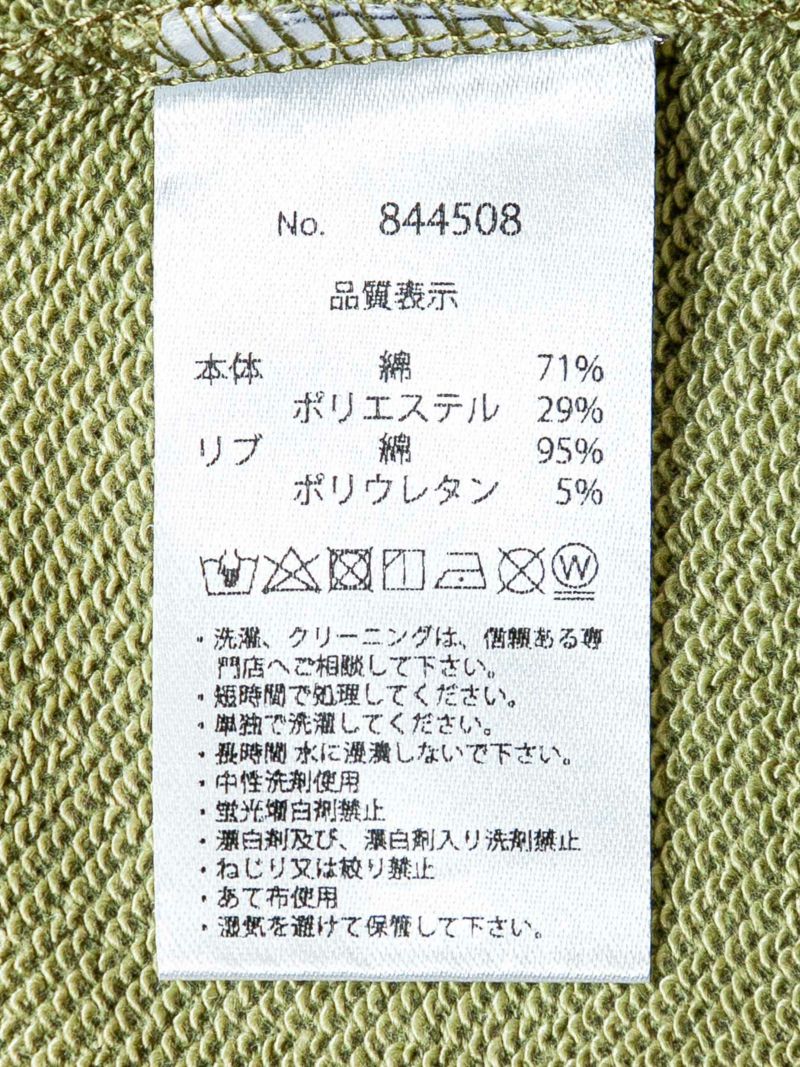 No. 844508
品質表示
本体 綿 71%
ポリエステル 29%
リブ 綿 95%
ポリウレタン 5%
W
・洗濯、クリーニングは、信頼ある専
門店へご相談して下さい。
・短時間で処理してください。
・単独で洗濯してください。
・長時間 水に浸漬しないで下さい。
・中性洗剤使用
・蛍光増白剤禁止
・漂白剤及び、漂白剤入り洗剤禁止
・ねじり又は絞り禁止
・あて布使用
・湿気を避けて保管して下さい。